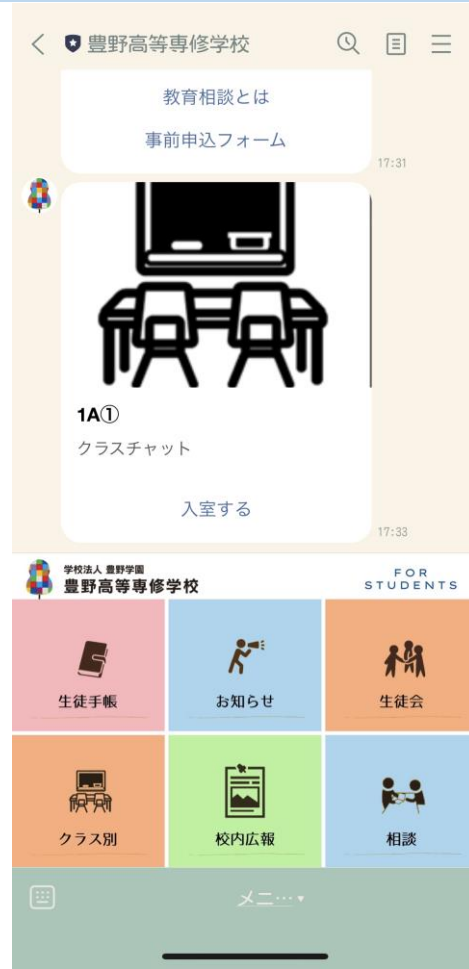 豊野高等専修学校
教育相談とは
事前申込フォーム
17:31
1A①
クラスチャット
入室する
17:33
学校法人 豊野学園
豊野高等専修学校
FOR
STUDENTS
生徒手帳
お知らせ
生徒会
クラス別
校内広報
相談
メニ…▾